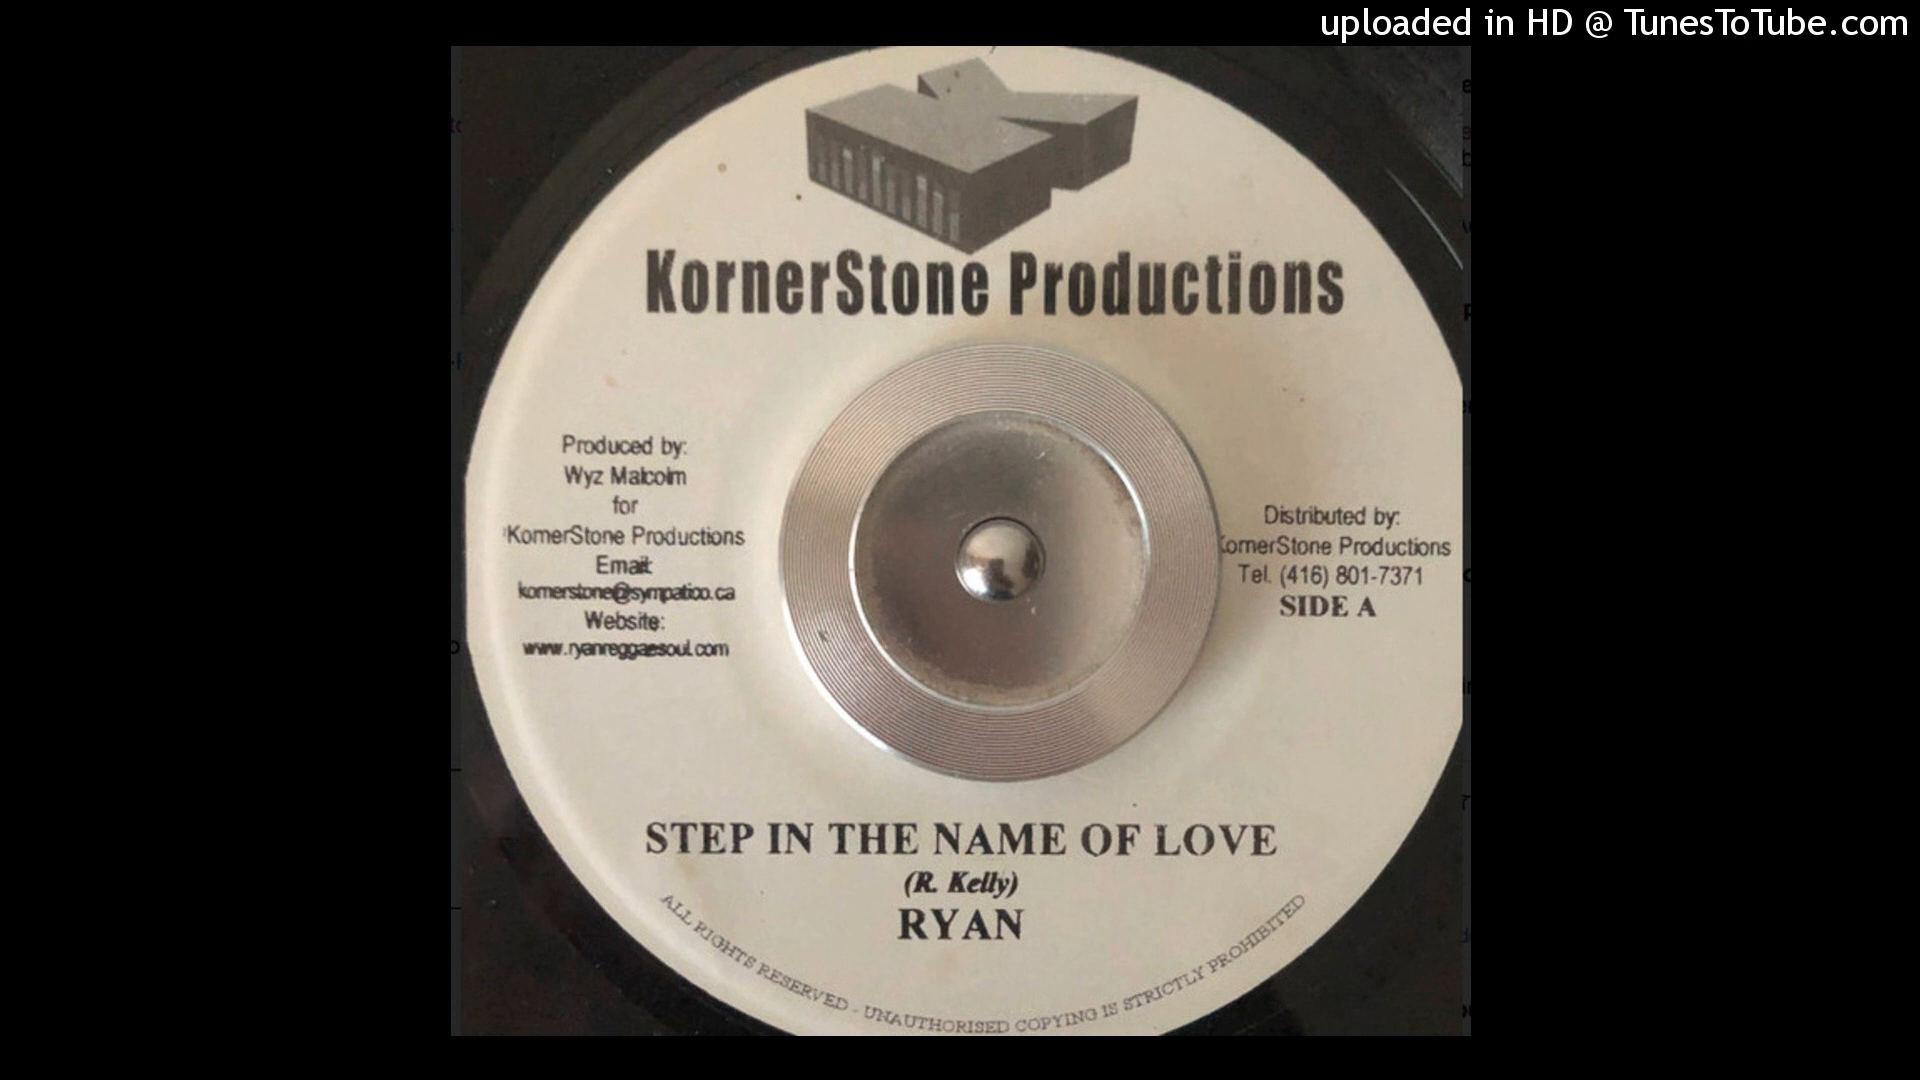 uploaded in HD @ TunesToTube.com
KornerStone Productions
Produced by:
Wyz Malcolm
for
KornerStone Productions
Email:
kornerstone@sympatico.ca
Website:
www.ryanreggaesoul.com
Distributed by:
KornerStone Productions
Tel. (416) 801-7371
SIDE A
STEP IN THE NAME OF LOVE
(R. Kelly)
RYAN
ALL RIGHTS RESERVED - UNAUTHORISED COPYING IS STRICTLY PROHIBITED